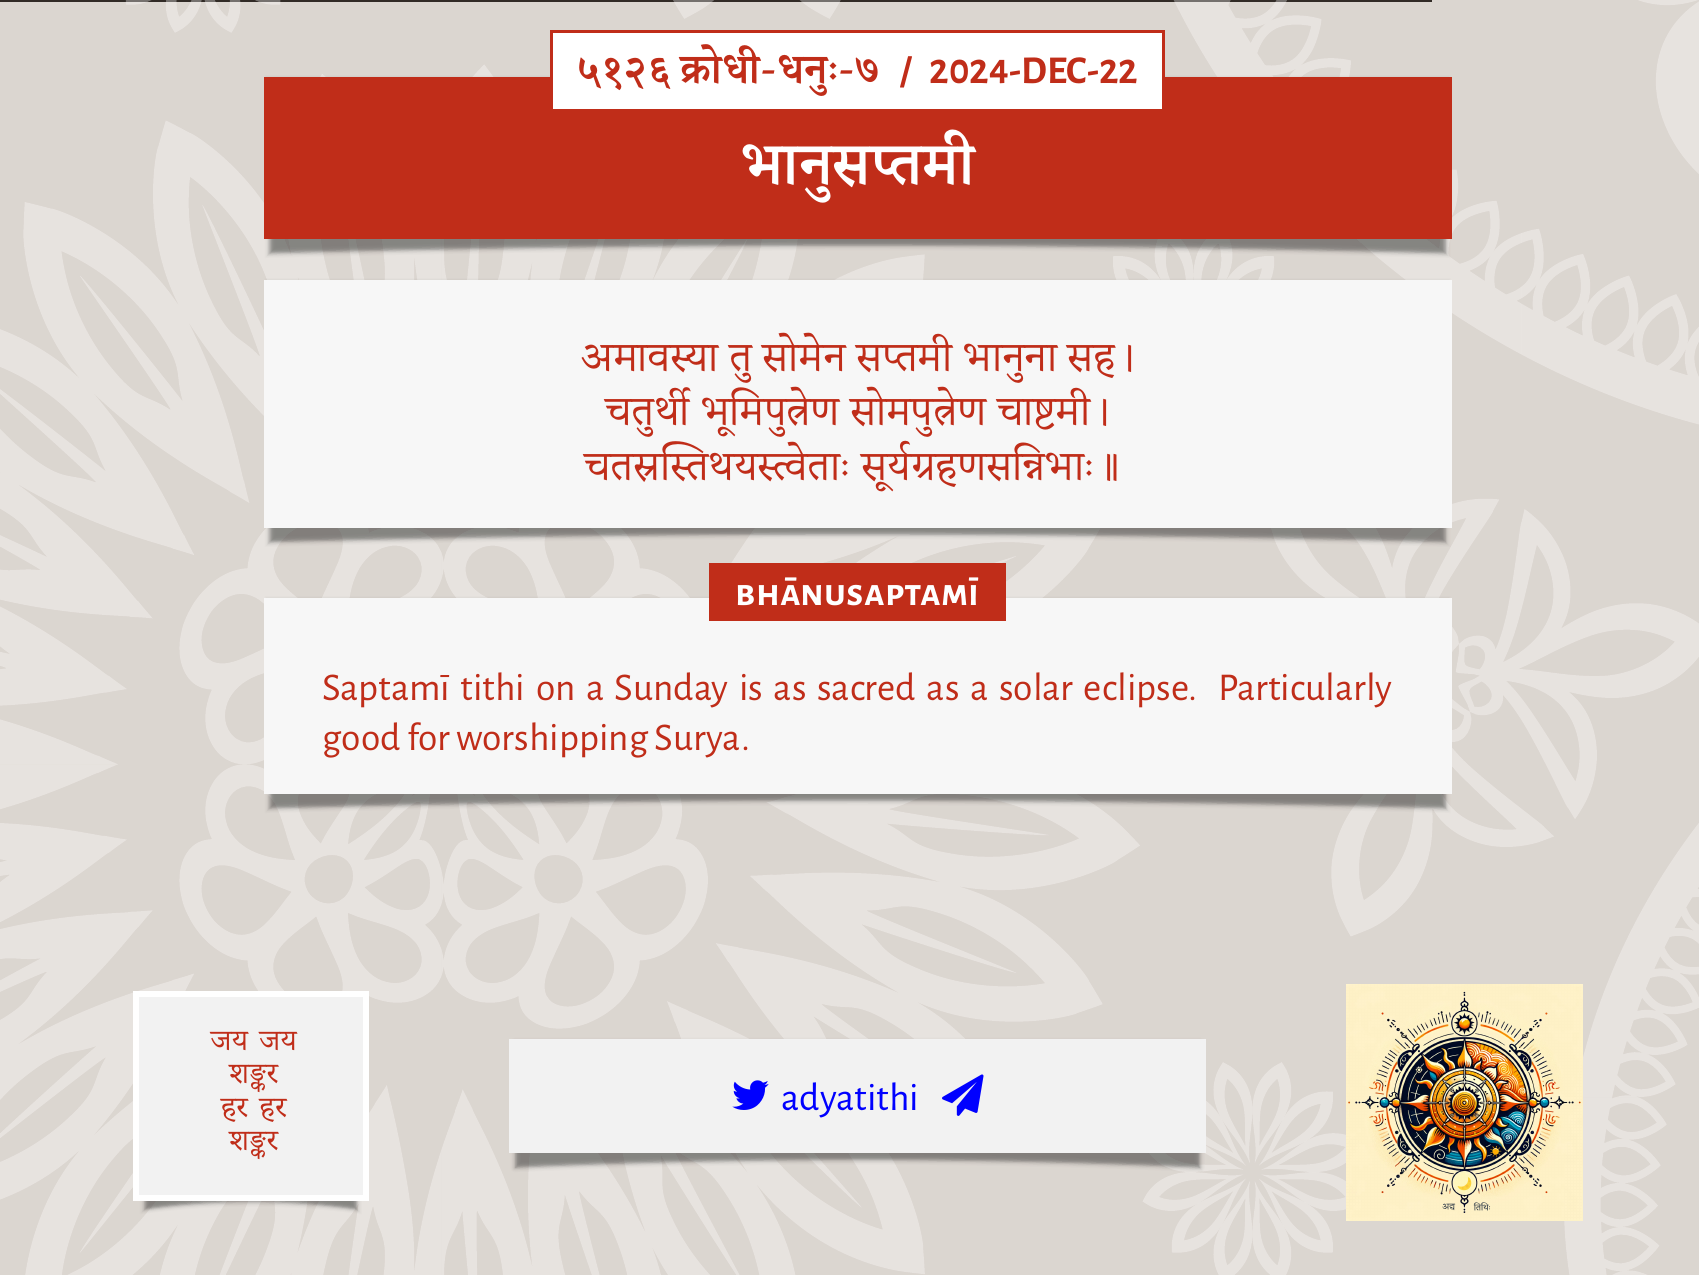 ५१२६ क्रोधी-धनुः-७ / 2024-DEC-22
भानुसप्तमी
अमावस्या तु सोमेन सप्तमी भानुना सह।
चतुर्थी भूमिपुत्रेण सोमपुत्रेण चाष्टमी।
चतस्रस्तिथयस्त्वेताः सूर्यग्रहणसन्निभाः॥
BHĀNUSAPTAMĪ
Saptamī tithi on a Sunday is as sacred as a solar eclipse. Particularly
good for worshipping Surya.
जय जय
शङ्कर
हर हर
शङ्कर
adyatithi
अद्य तिथिः